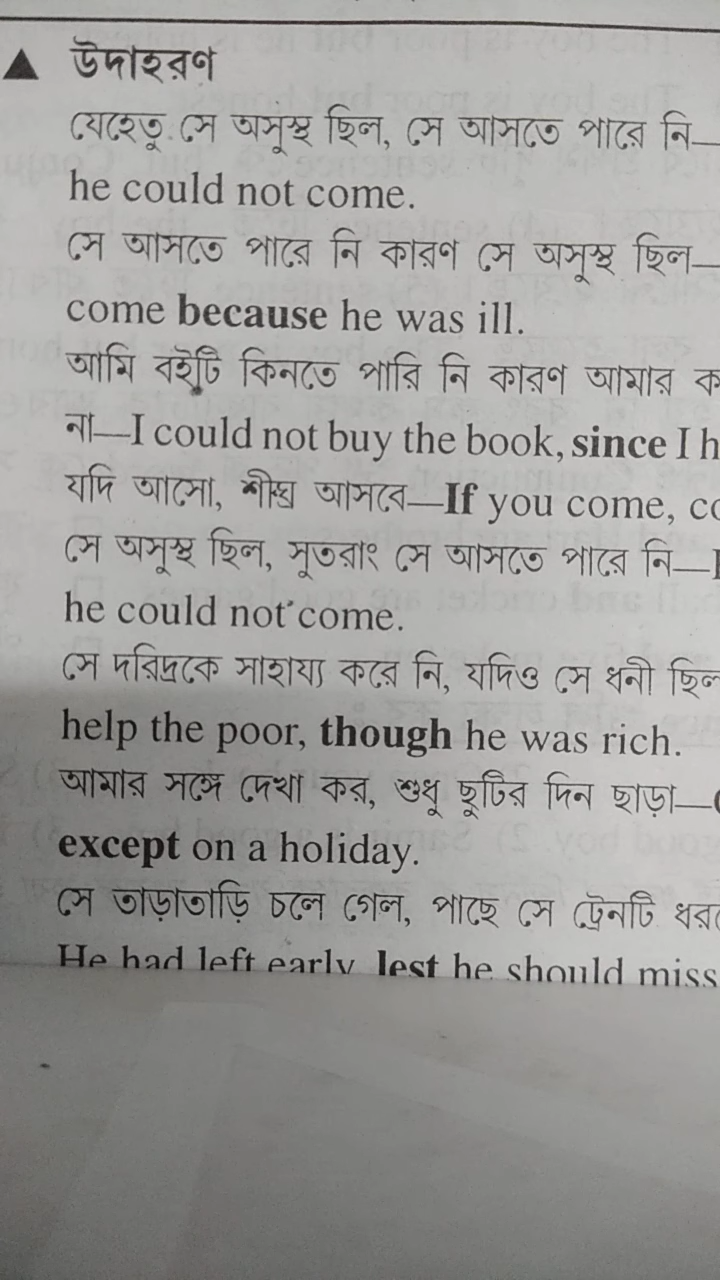 ▲ উদাহরণ
যেহেতু সে অসুস্থ ছিল, সে আসতে পারে নি—
he could not come.
সে আসতে পারে নি কারণ সে অসুস্থ ছিল—
come because he was ill.
আমি বইটি কিনতে পারি নি কারণ আমার ক
না—I could not buy the book, since I h
যদি আসো, শীঘ্র আসবে—If you come, co
সে অসুস্থ ছিল, সুতরাং সে আসতে পারে নি—
he could not come.
সে দরিদ্রকে সাহায্য করে নি, যদিও সে ধনী ছিল
help the poor, though he was rich.
আমার সঙ্গে দেখা কর, শুধু ছুটির দিন ছাড়া—
except on a holiday.
সে তাড়াতাড়ি চলে গেল, পাছে সে ট্রেনটি ধর
He had left early, lest he should miss